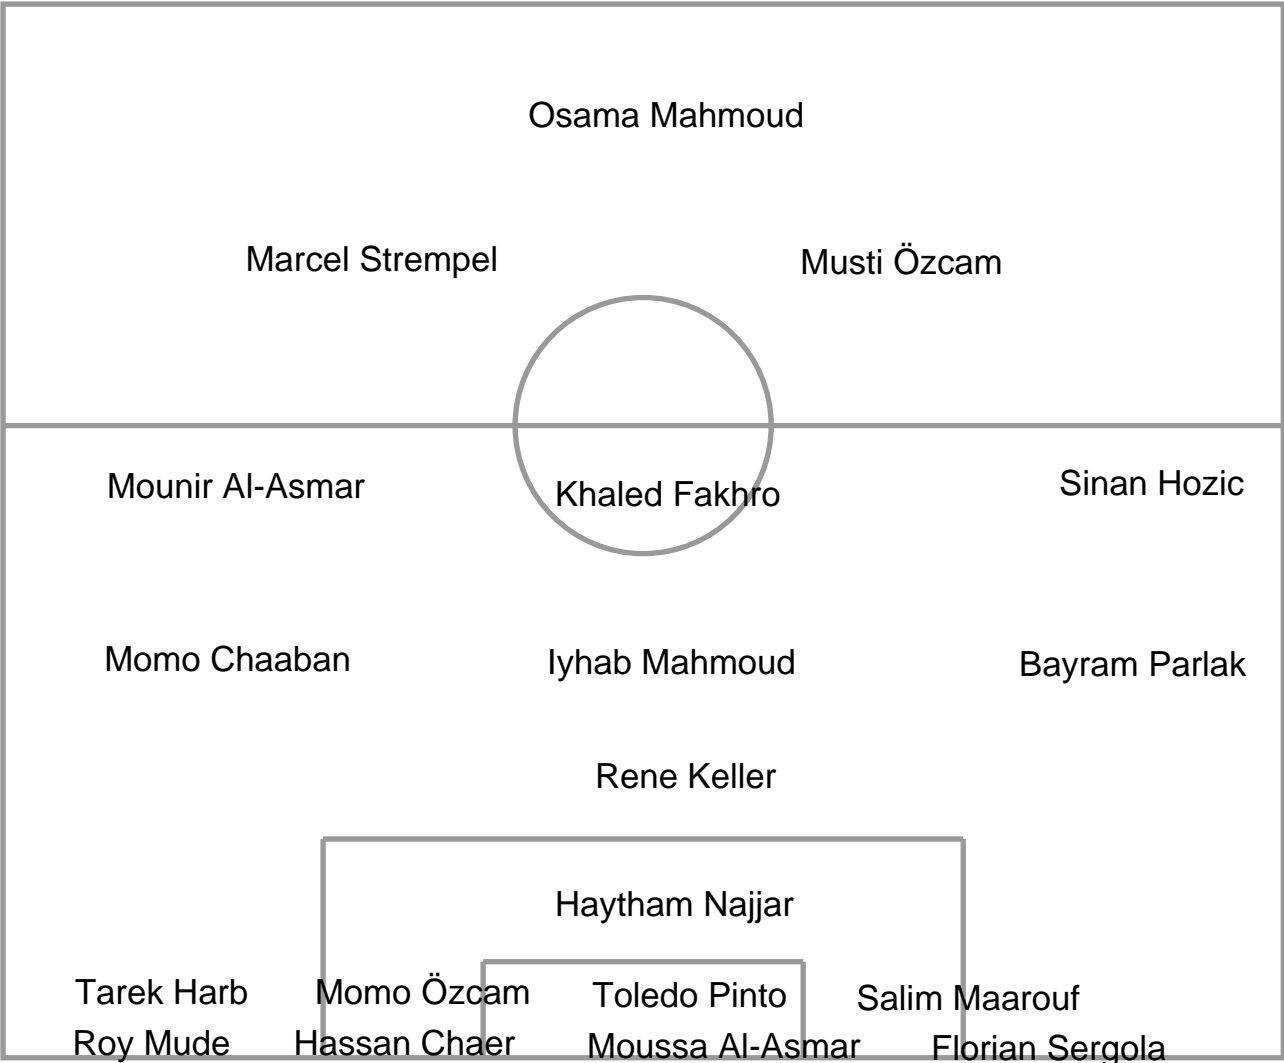 Osama Mahmoud
Marcel Strempel Musti Özcam
Mounir Al-Asmar Khaled Fakhro Sinan Hozic
Momo Chaaban Iyhab Mahmoud Bayram Parlak
Rene Keller
Haytham Najjar
Tarek Harb Momo Özcam Toledo Pinto Salim Maarouf
Roy Mude Hassan Chaer Moussa Al-Asmar Florian Sergola